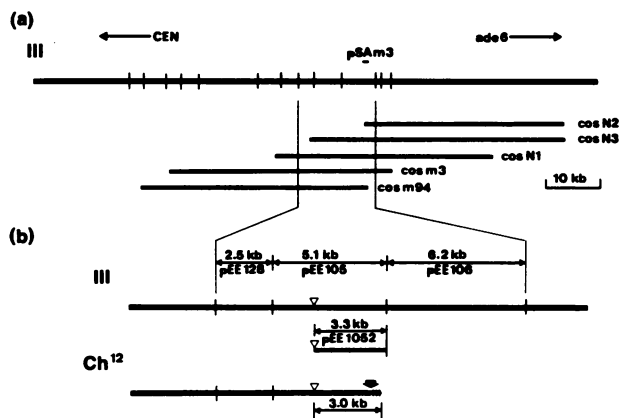 (a)
CEN
ade6
III
pSAm3
cos N2
cos N3
cos N1
cos m3
cos m94
10 kb
(b)
2.5 kb 5.1 kb 6.2 kb
pEE126 pEE105 pEE106
III
3.3 kb
pEE1052
Ch12
3.0 kb